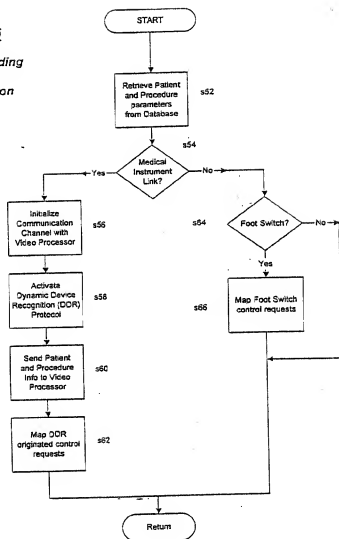 ding
on
START
Retrieve Patient
and Procedure
parameters
from Database
s52
s54
Medical
Instrument
Link?
Yes
No
Initialize
Communication
Channel with
Video Processor
s56
s64
Foot Switch?
No
Yes
Activate
Dynamic Device
Recognition (DDR)
Protocol
s58
s66
Map Foot Switch
control requests
Send Patient
and Procedure
Info to Video
Processor
s60
Map DDR
originated control
requests
s62
Return